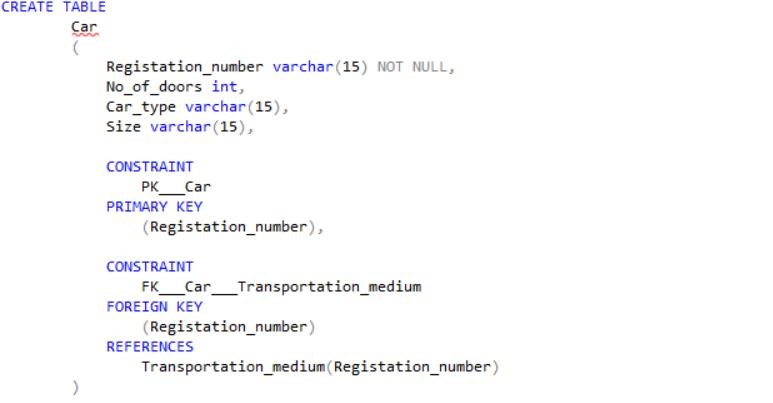 CREATE TABLE
Car
(
Registation_number varchar(15) NOT NULL,
No_of_doors int,
Car_type varchar(15),
Size varchar(15),
CONSTRAINT
PK___Car
PRIMARY KEY
(Registation_number),
CONSTRAINT
FK___Car___Transportation_medium
FOREIGN KEY
(Registation_number)
REFERENCES
Transportation_medium(Registation_number)
)